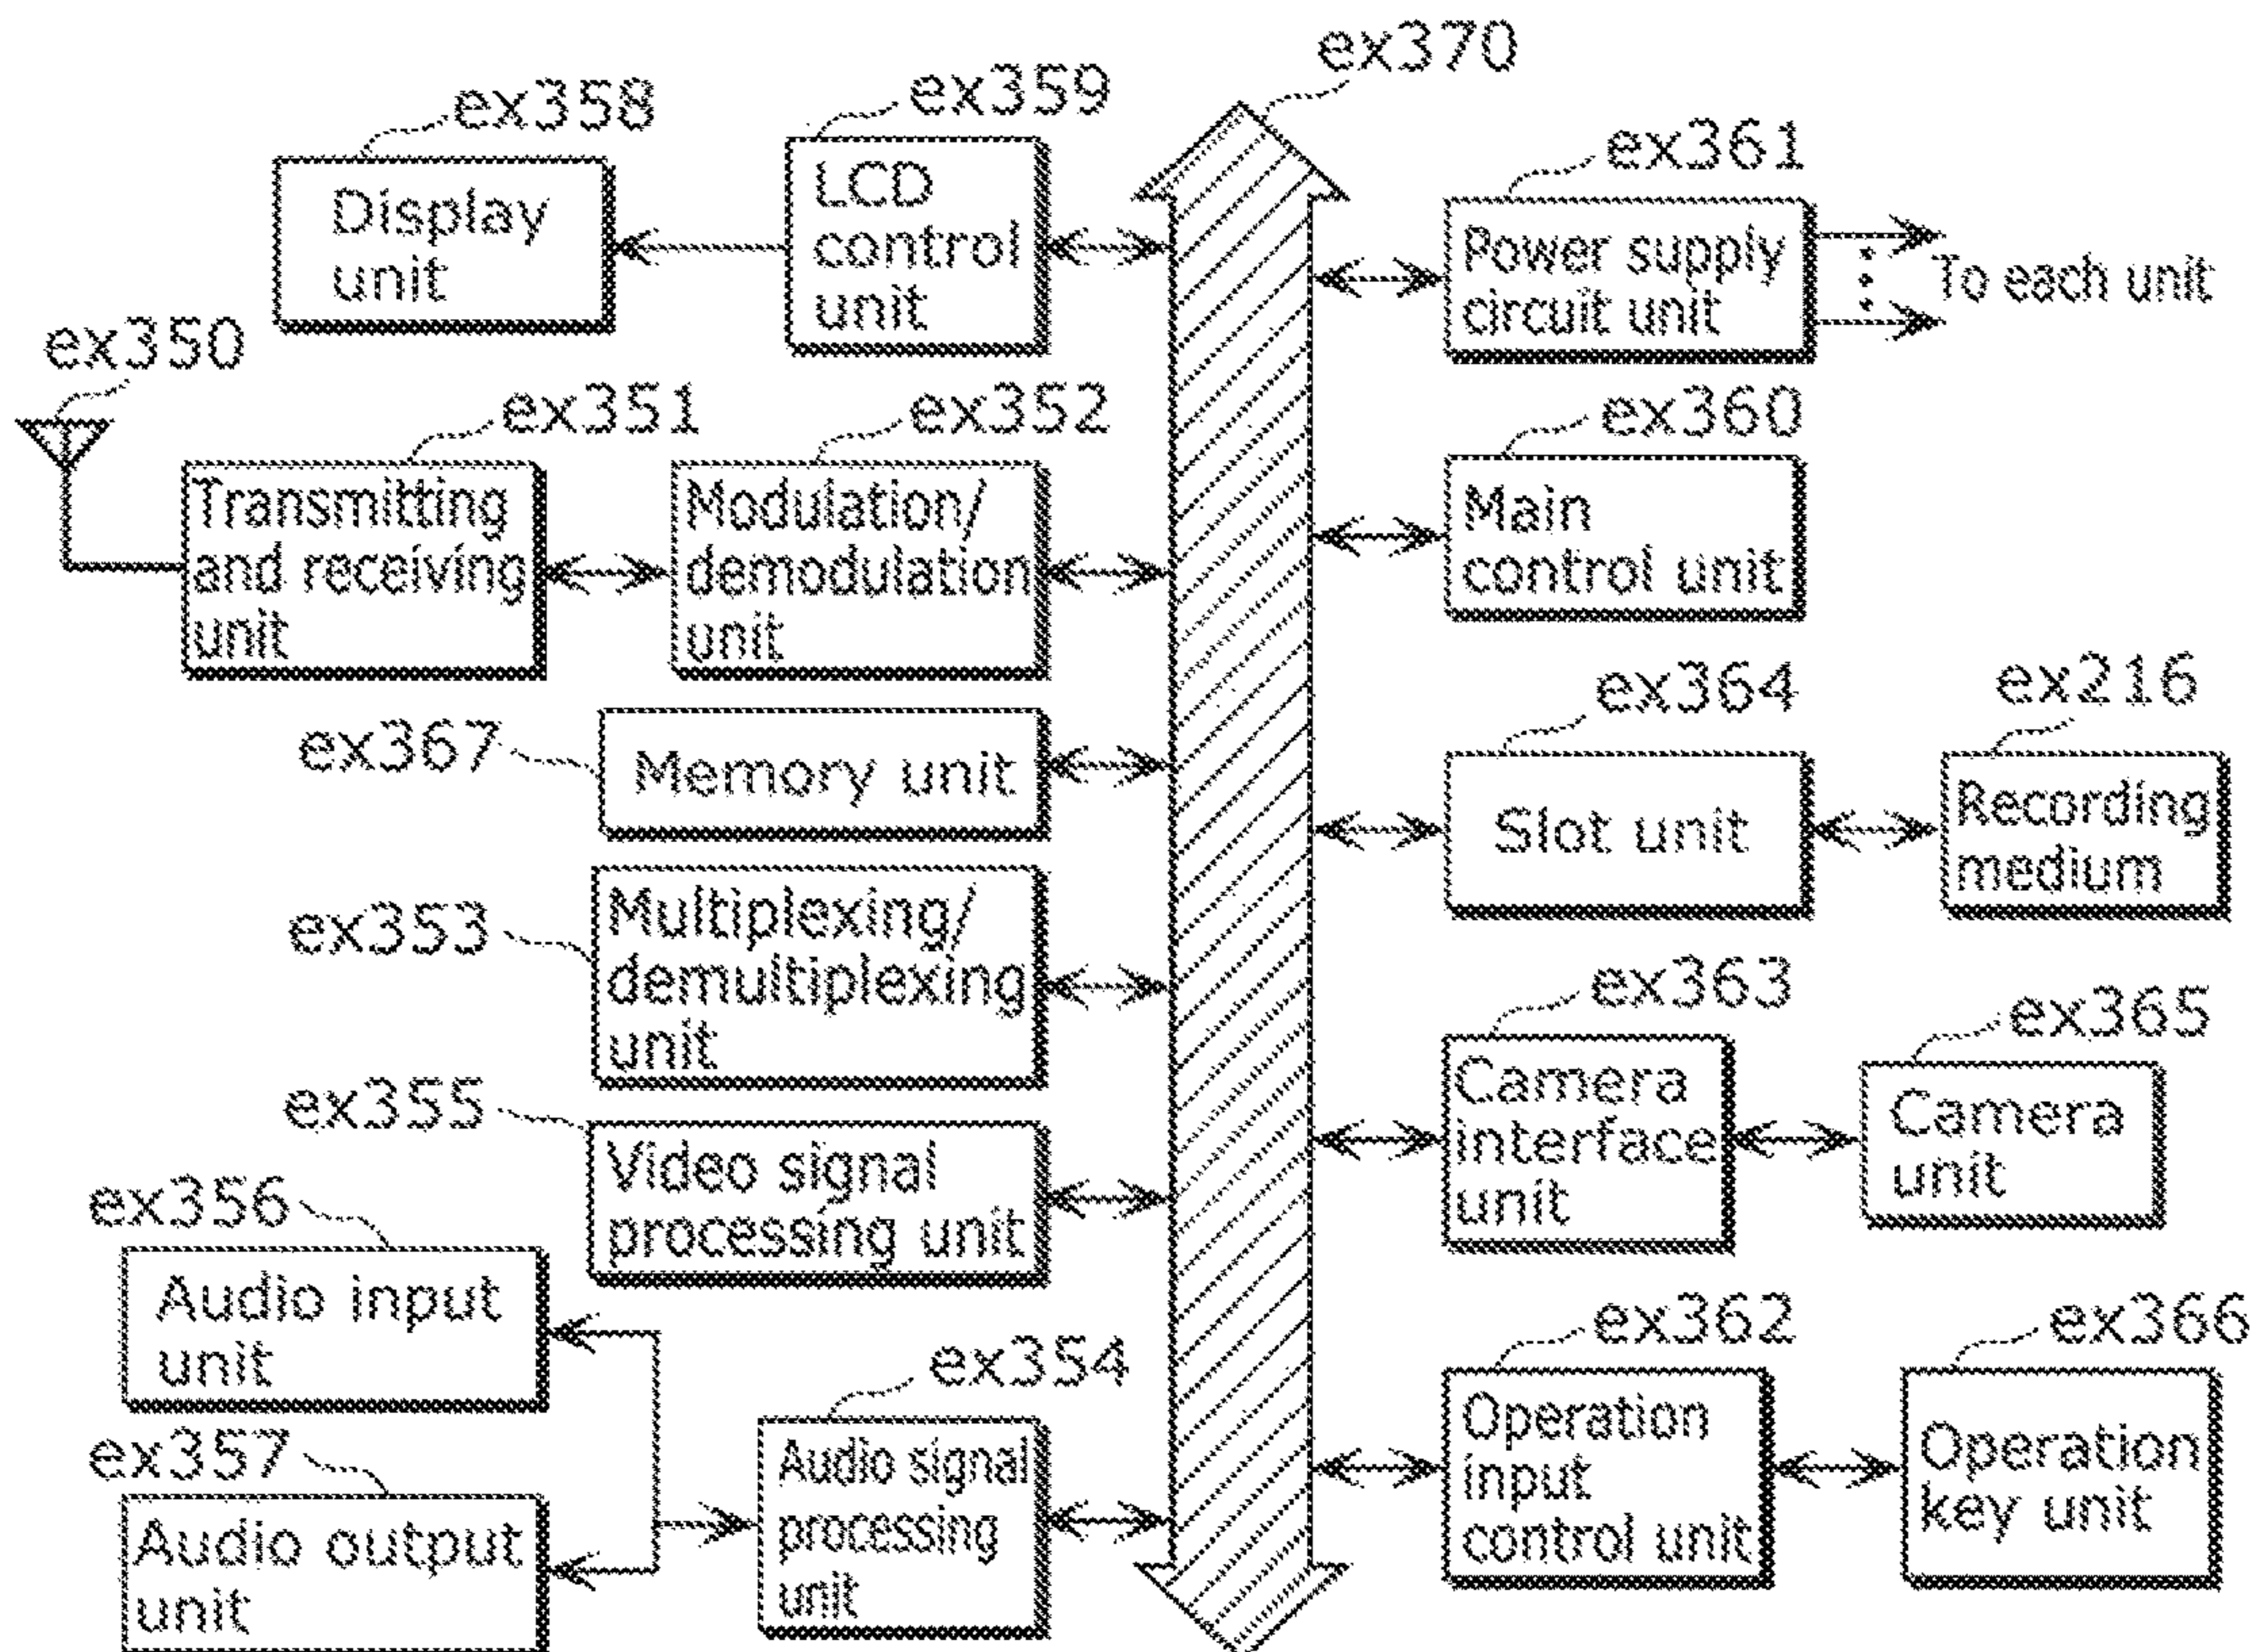 ex370
ex359
ex358
ex361
LCD
control
unit
Display
unit
Power supply
circuit unit
To each unit
ex350
ex351
ex352
ex360
Transmitting
and receiving
unit
Modulation/
demodulation
unit
Main
control unit
ex364
ex216
ex367
Memory unit
Slot unit
Recording
medium
ex353
Multiplexing/
demultiplexing
unit
ex363
ex365
Camera
interface
unit
Camera
unit
ex355
Video signal
processing unit
ex356
Audio input
unit
ex354
ex362
ex366
Audio signal
processing
unit
Operation
input
control unit
Operation
key unit
ex357
Audio output
unit